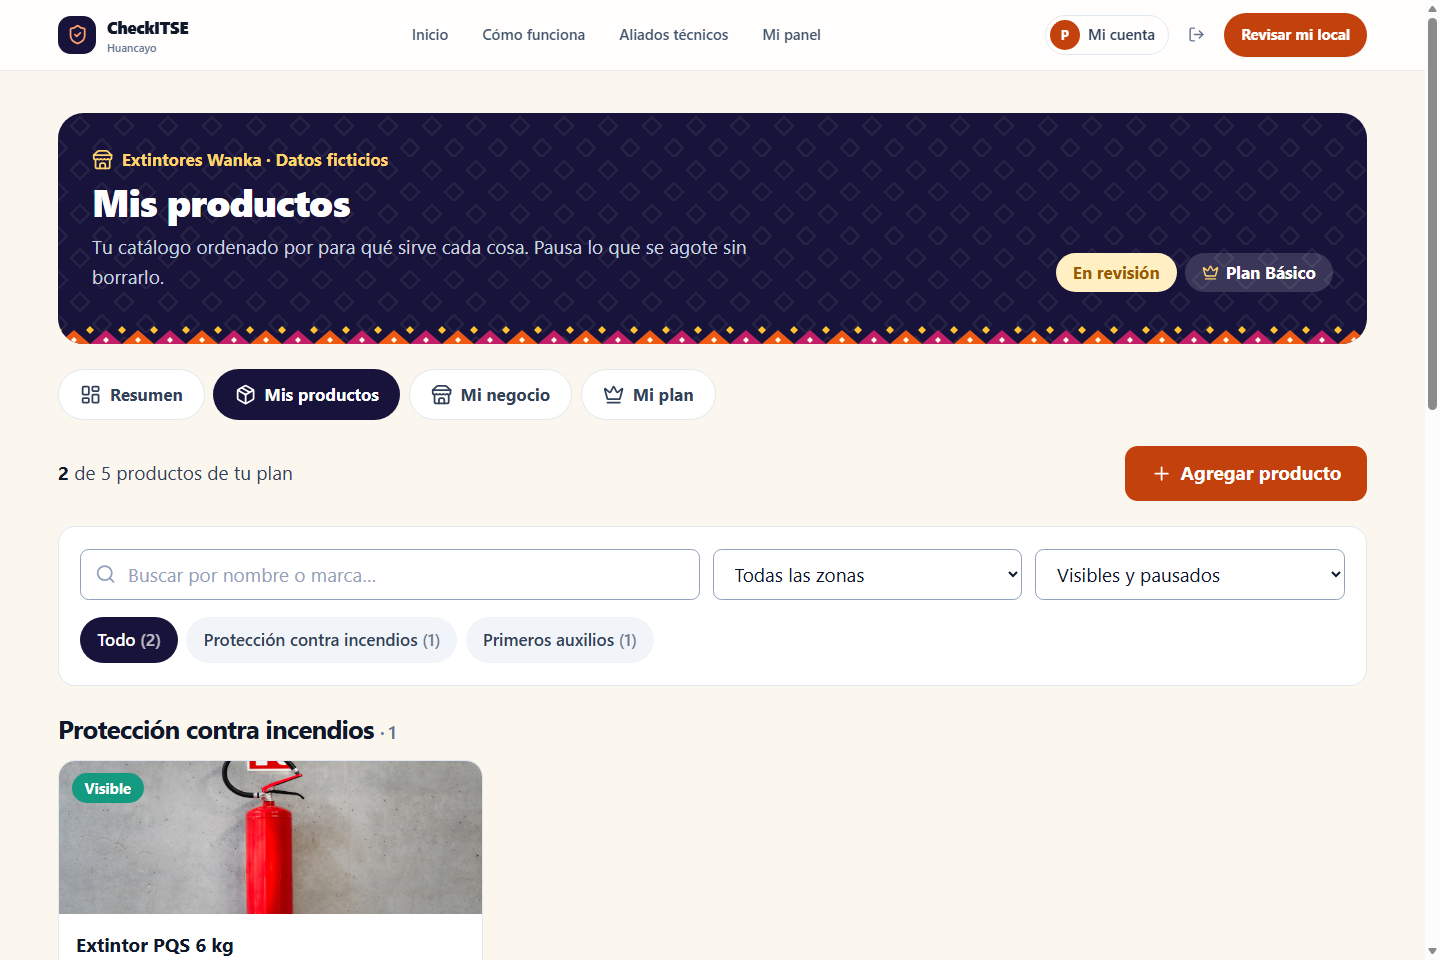 CheckITSE
Huancayo
Inicio
Cómo funciona
Aliados técnicos
Mi panel
P
Mi cuenta
Revisar mi local
Extintores Wanka · Datos ficticios
Mis productos
Tu catálogo ordenado por para qué sirve cada cosa. Pausa lo que se agote sin
borrarlo.
En revisión
Plan Básico
Resumen
Mis productos
Mi negocio
Mi plan
2 de 5 productos de tu plan
Agregar producto
Buscar por nombre o marca...
Todas las zonas
Visibles y pausados
Todo (2)
Protección contra incendios (1)
Primeros auxilios (1)
Protección contra incendios · 1
Visible
Extintor PQS 6 kg